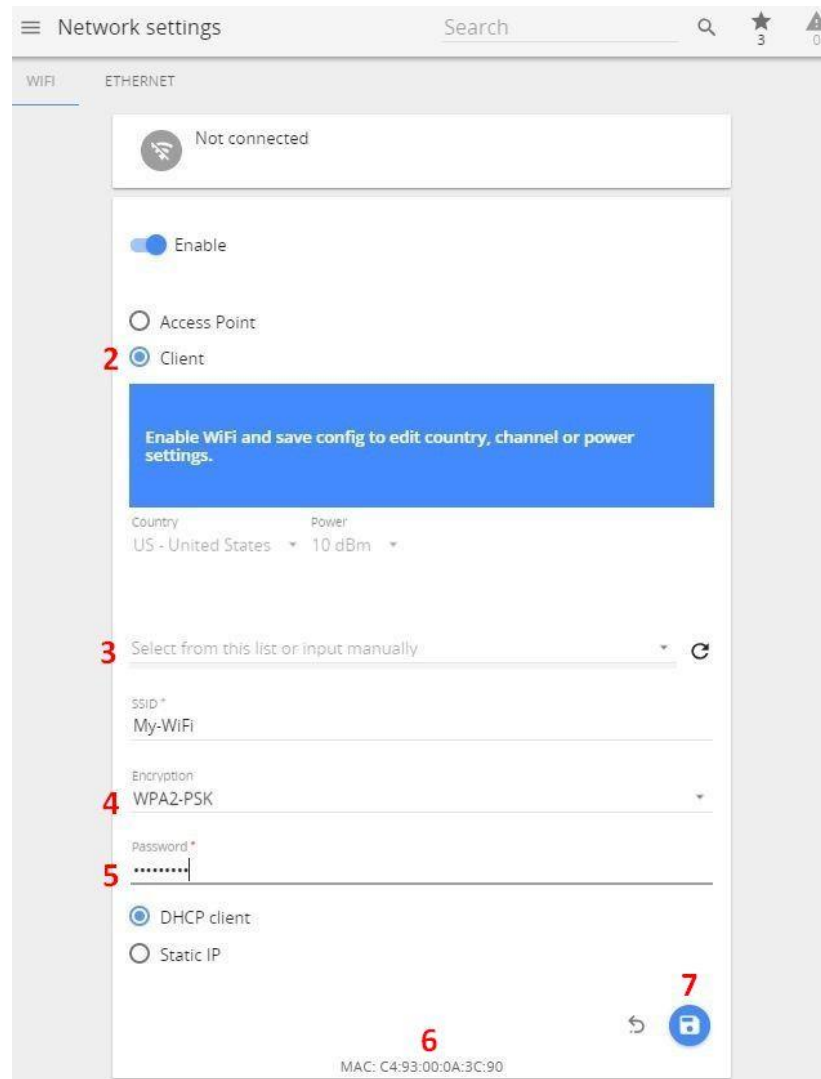 Network settings
Search
3
0
WIFI
ETHERNET
Not connected
Enable
Access Point
2
Client
Enable WiFi and save config to edit country, channel or power
settings.
Country
Power
US - United States
10 dBm
3
Select from this list or input manually
SSID *
My-WiFi
Encryption
4
WPA2-PSK
Password *
5
•••••••••
DHCP client
Static IP
7
6
MAC: C4:93:00:0A:3C:90